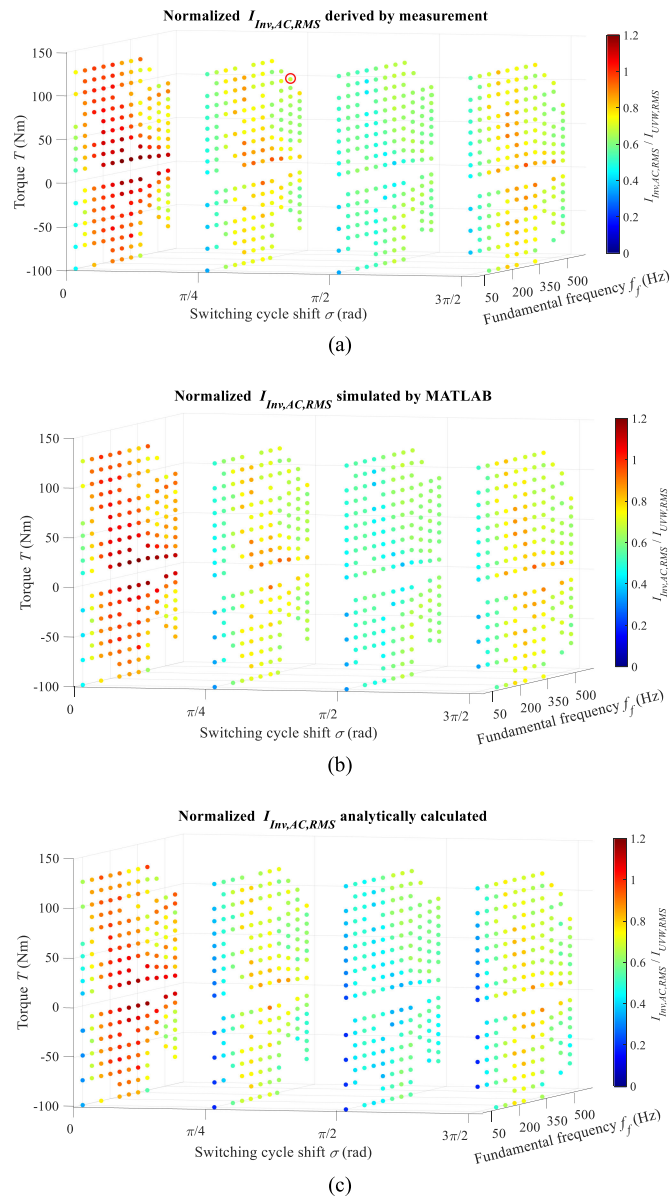 Normalized I_Inv,AC,RMS derived by measurement
150
100
50
0
-50
-100
Torque T (Nm)
0
π/4
π/2
3π/2
Switching cycle shift σ (rad)
50
200
350
500
Fundamental frequency f_f (Hz)
1.2
1
0.8
0.6
0.4
0.2
0
I_Inv,AC,RMS / I_UVW,RMS
(a)
Normalized I_Inv,AC,RMS simulated by MATLAB
150
100
50
0
-50
-100
Torque T (Nm)
0
π/4
π/2
3π/2
Switching cycle shift σ (rad)
50
200
350
500
Fundamental frequency f_f (Hz)
1.2
1
0.8
0.6
0.4
0.2
0
I_Inv,AC,RMS / I_UVW,RMS
(b)
Normalized I_Inv,AC,RMS analytically calculated
150
100
50
0
-50
-100
Torque T (Nm)
0
π/4
π/2
3π/2
Switching cycle shift σ (rad)
50
200
350
500
Fundamental frequency f_f (Hz)
1.2
1
0.8
0.6
0.4
0.2
0
I_Inv,AC,RMS / I_UVW,RMS
(c)